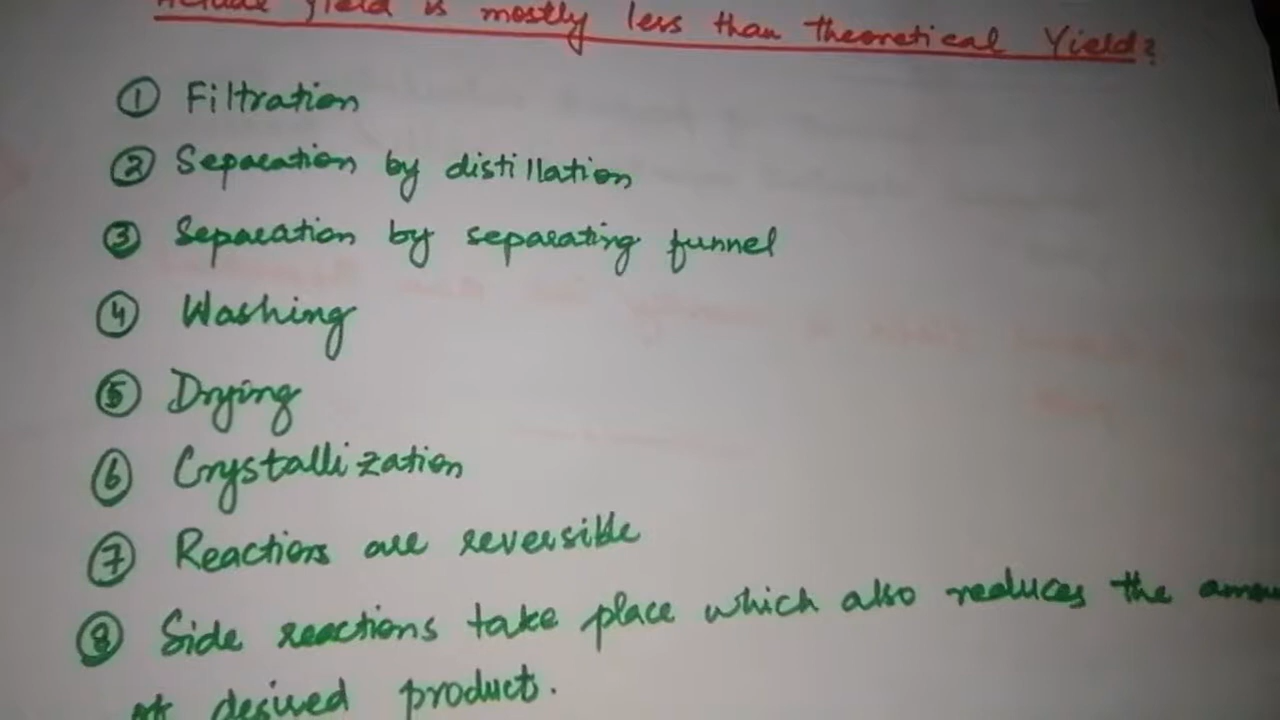 yield is mostly less than theoretical Yield?
① Filtration
② Separation by distillation
③ Separation by separating funnel
④ Washing
⑤ Drying
⑥ Crystallization
⑦ Reactions are reversible
⑧ Side reactions take place which also reduces the
of desired product.